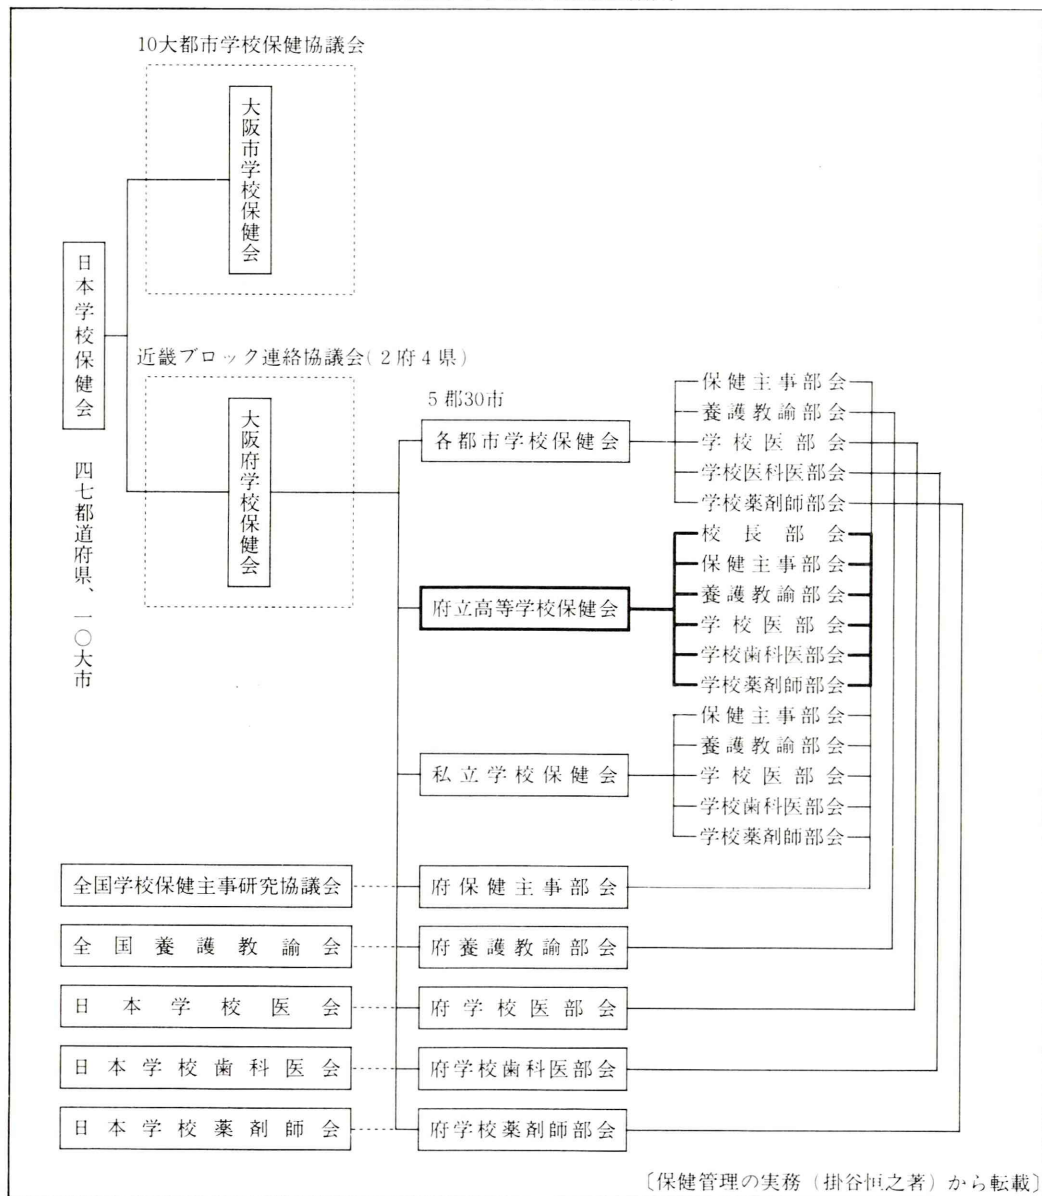 10大都市学校保健協議会
大阪市学校保健会
日本学校保健会
四七都道府県、一〇大市
近畿ブロック連絡協議会(2府4県)
大阪府学校保健会
5郡30市
各都市学校保健会
保健主事部会
養護教諭部会
学校医部会
学校医科医部会
学校薬剤師部会
府立高等学校保健会
校長部会
保健主事部会
養護教諭部会
学校医部会
学校歯科医部会
学校薬剤師部会
私立学校保健会
保健主事部会
養護教諭部会
学校医部会
学校歯科医部会
学校薬剤師部会
全国学校保健主事研究協議会
府保健主事部会
全国養護教諭会
府養護教諭部会
日本学校医会
府学校医部会
日本学校歯科医会
府学校歯科医部会
日本学校薬剤師会
府学校薬剤師部会
〔保健管理の実務(掛谷恒之著)から転載〕